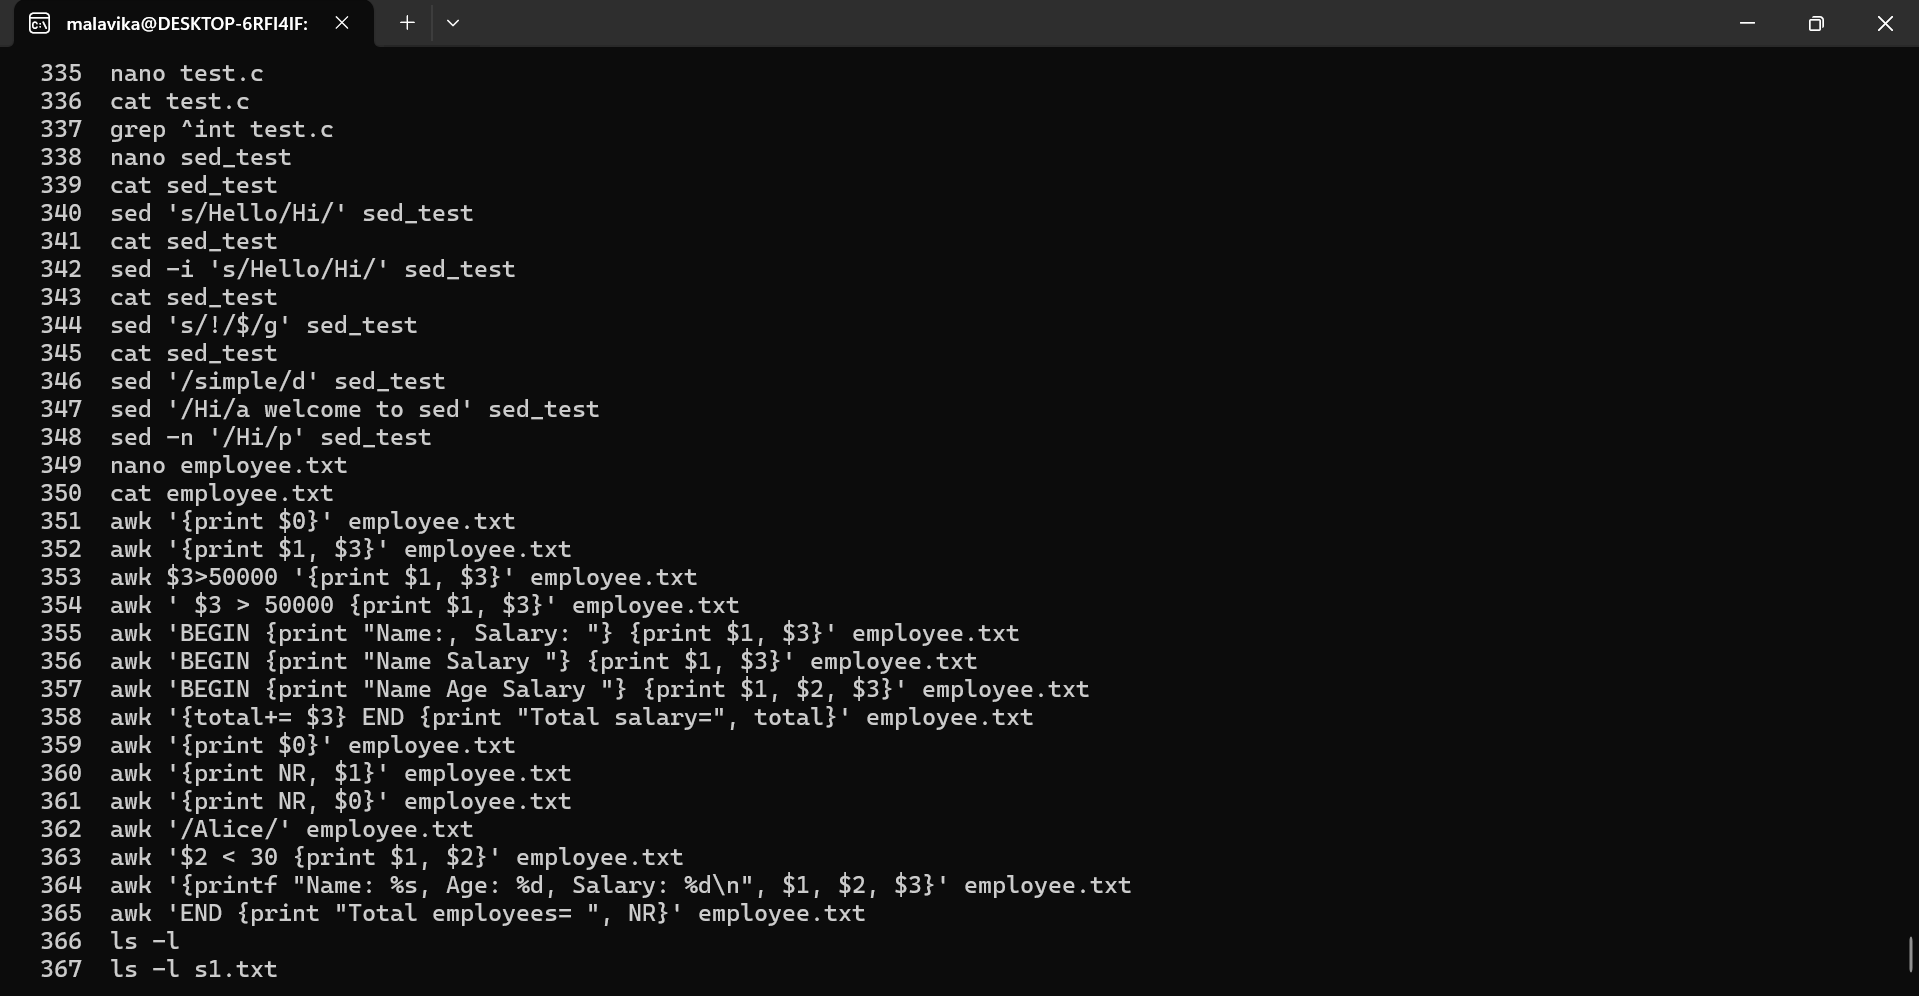 malavika@DESKTOP-6RFI4IF:
335 nano test.c
336 cat test.c
337 grep ^int test.c
338 nano sed_test
339 cat sed_test
340 sed 's/Hello/Hi/' sed_test
341 cat sed_test
342 sed -i 's/Hello/Hi/' sed_test
343 cat sed_test
344 sed 's/!/$/g' sed_test
345 cat sed_test
346 sed '/simple/d' sed_test
347 sed '/Hi/a welcome to sed' sed_test
348 sed -n '/Hi/p' sed_test
349 nano employee.txt
350 cat employee.txt
351 awk '{print $0}' employee.txt
352 awk '{print $1, $3}' employee.txt
353 awk $3>50000 '{print $1, $3}' employee.txt
354 awk ' $3 > 50000 {print $1, $3}' employee.txt
355 awk 'BEGIN {print "Name:, Salary: "} {print $1, $3}' employee.txt
356 awk 'BEGIN {print "Name Salary "} {print $1, $3}' employee.txt
357 awk 'BEGIN {print "Name Age Salary "} {print $1, $2, $3}' employee.txt
358 awk '{total+= $3} END {print "Total salary=", total}' employee.txt
359 awk '{print $0}' employee.txt
360 awk '{print NR, $1}' employee.txt
361 awk '{print NR, $0}' employee.txt
362 awk '/Alice/' employee.txt
363 awk '$2 < 30 {print $1, $2}' employee.txt
364 awk '{printf "Name: %s, Age: %d, Salary: %d\n", $1, $2, $3}' employee.txt
365 awk 'END {print "Total employees= ", NR}' employee.txt
366 ls -l
367 ls -l s1.txt